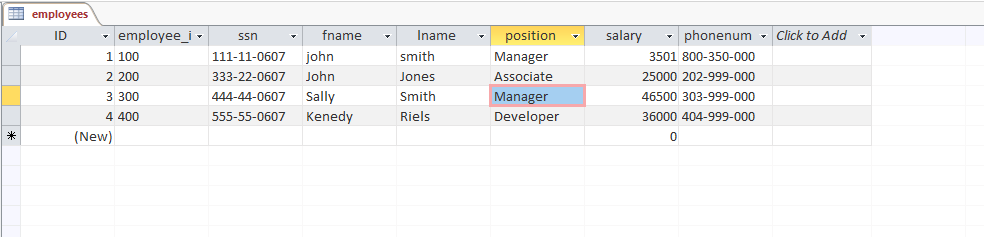 employees
ID employee_i ssn fname lname position salary phonenum Click to Add
1 100 111-11-0607 john smith Manager 3501 800-350-000
2 200 333-22-0607 John Jones Associate 25000 202-999-000
3 300 444-44-0607 Sally Smith Manager 46500 303-999-000
4 400 555-55-0607 Kenedy Riels Developer 36000 404-999-000
* (New) 0